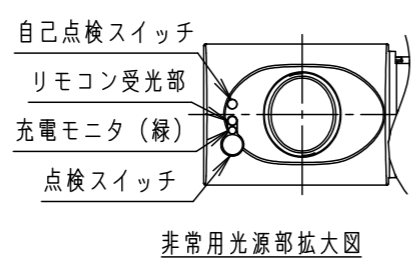 自己点検スイッチ
リモコン受光部
充電モニタ（緑）
点検スイッチ
非常用光源部拡大図